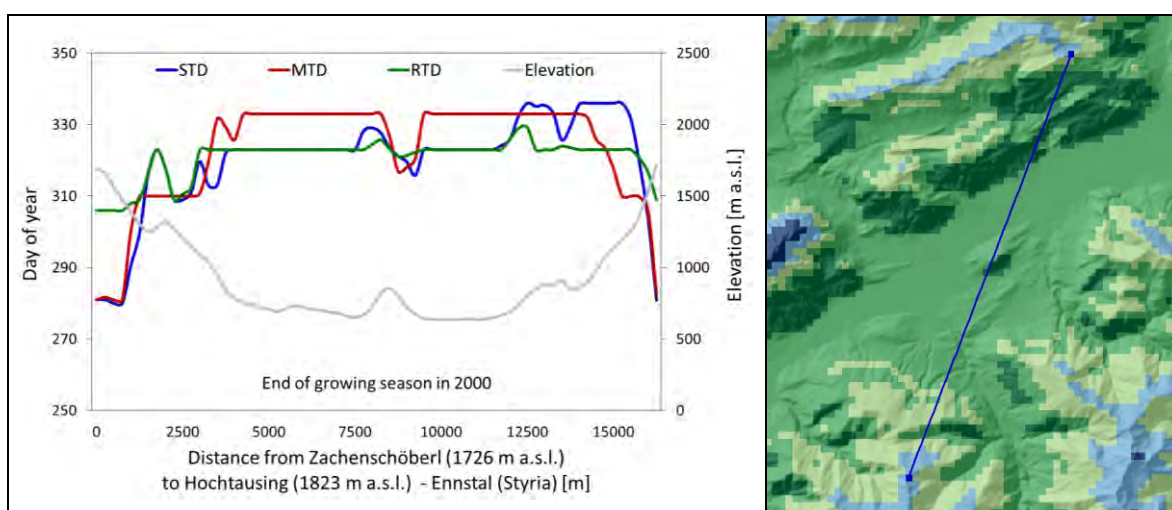 350
330
310
290
270
250
Day of year
STD MTD RTD Elevation
2500
2000
1500
1000
500
0
Elevation [m a.s.l.]
End of growing season in 2000
0 2500 5000 7500 10000 12500 15000
Distance from Zachenschöberl (1726 m a.s.l.)
to Hochtausing (1823 m a.s.l.) - Ennstal (Styria) [m]